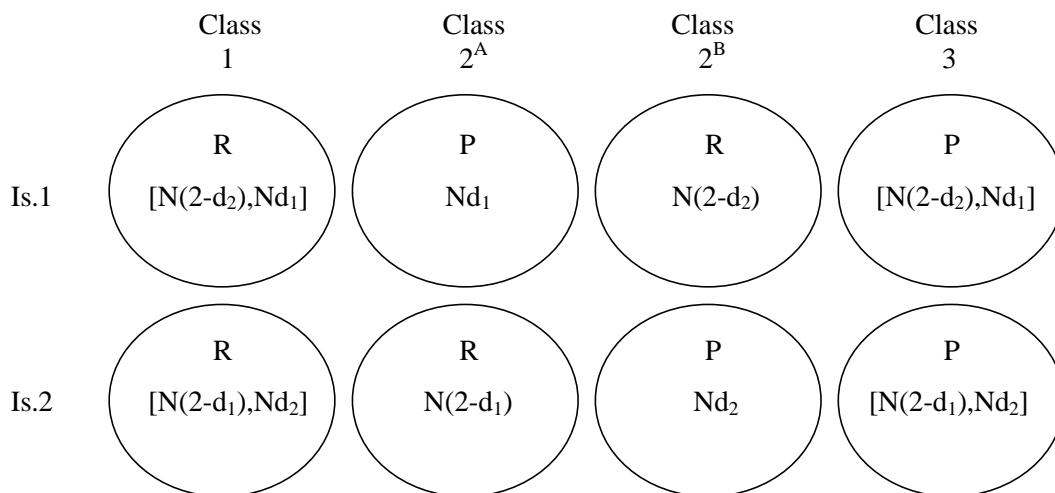 Class Class Class Class
1 2^A 2^B 3
R P R P
Is.1 [N(2-d₂),Nd₁] Nd₁ N(2-d₂) [N(2-d₂),Nd₁]
R R P P
Is.2 [N(2-d₁),Nd₂] N(2-d₁) Nd₂ [N(2-d₁),Nd₂]